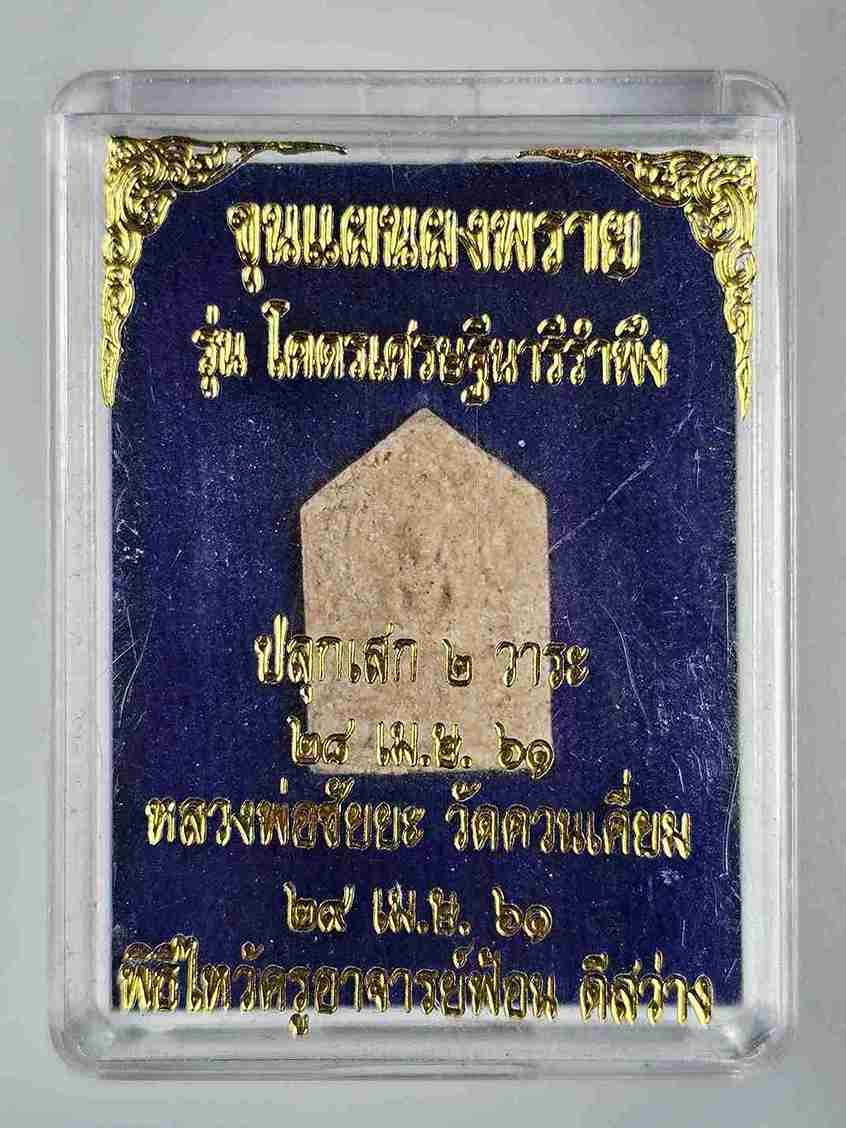 ขุนแผนผงพราย
รุ่น โคตรเศรษฐีนารีรำพึง
ปลุกเสก ๒ วาระ
๒๘ เม.ย. ๖๑
หลวงพ่อชัยยะ วัดควนเคี่ยม
๒๙ เม.ย. ๖๑
พิธีไหว้ครูอาจารย์ฟ้อน ดีสว่าง